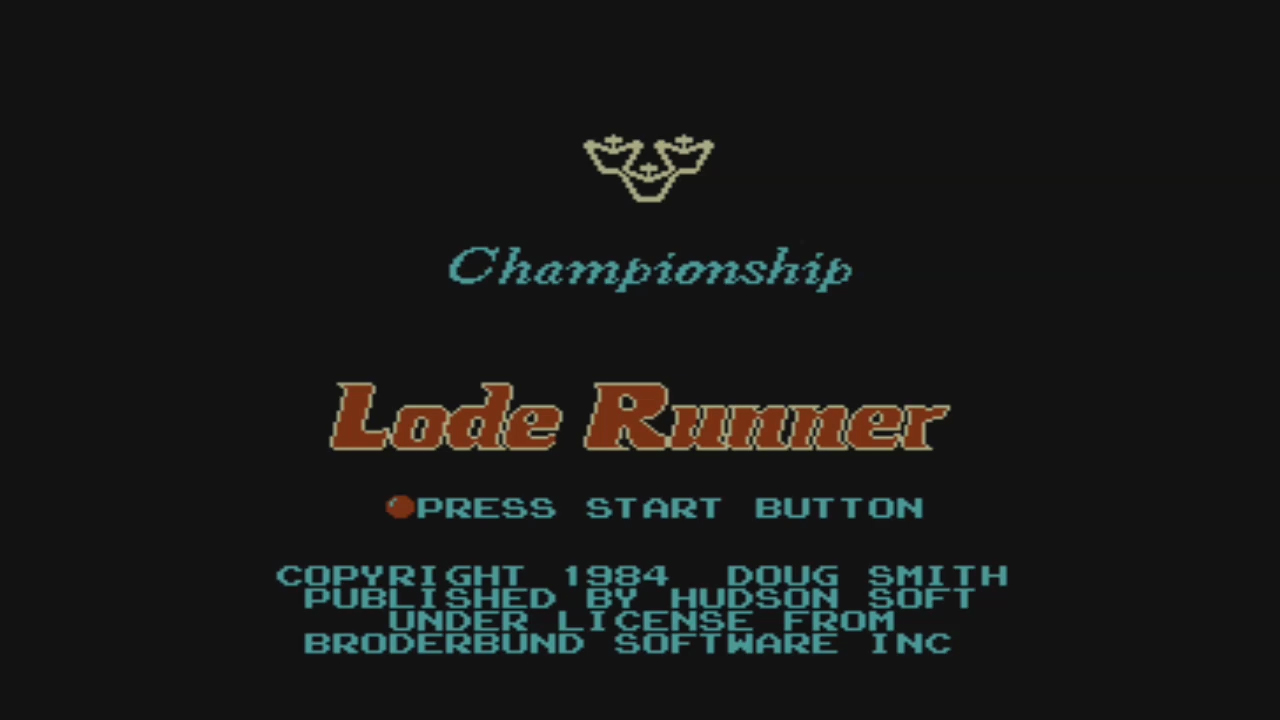 Championship
Lode Runner
PRESS START BUTTON
COPYRIGHT 1984 DOUG SMITH
PUBLISHED BY HUDSON SOFT
UNDER LICENSE FROM
BRODERBUND SOFTWARE INC